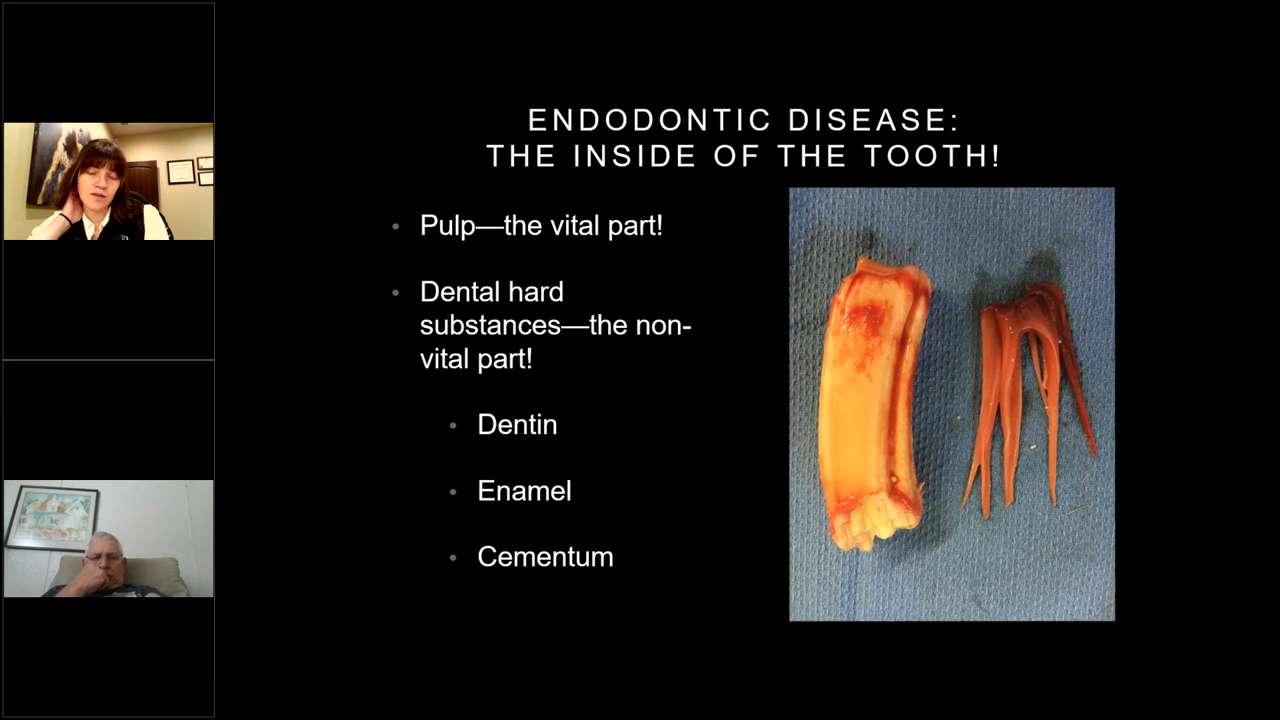 ENDODONTIC DISEASE:
THE INSIDE OF THE TOOTH!
Pulp—the vital part!
Dental hard
substances—the non-
vital part!
Dentin
Enamel
Cementum